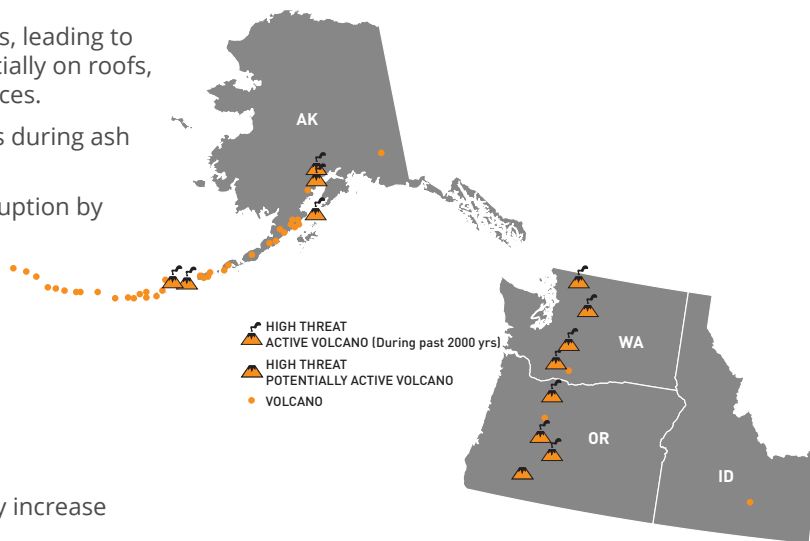 s, leading to
tially on roofs,
ces.
s during ash
uption by
AK
HIGH THREAT
ACTIVE VOLCANO (During past 2000 yrs)
HIGH THREAT
POTENTIALLY ACTIVE VOLCANO
VOLCANO
WA
OR
ID
y increase